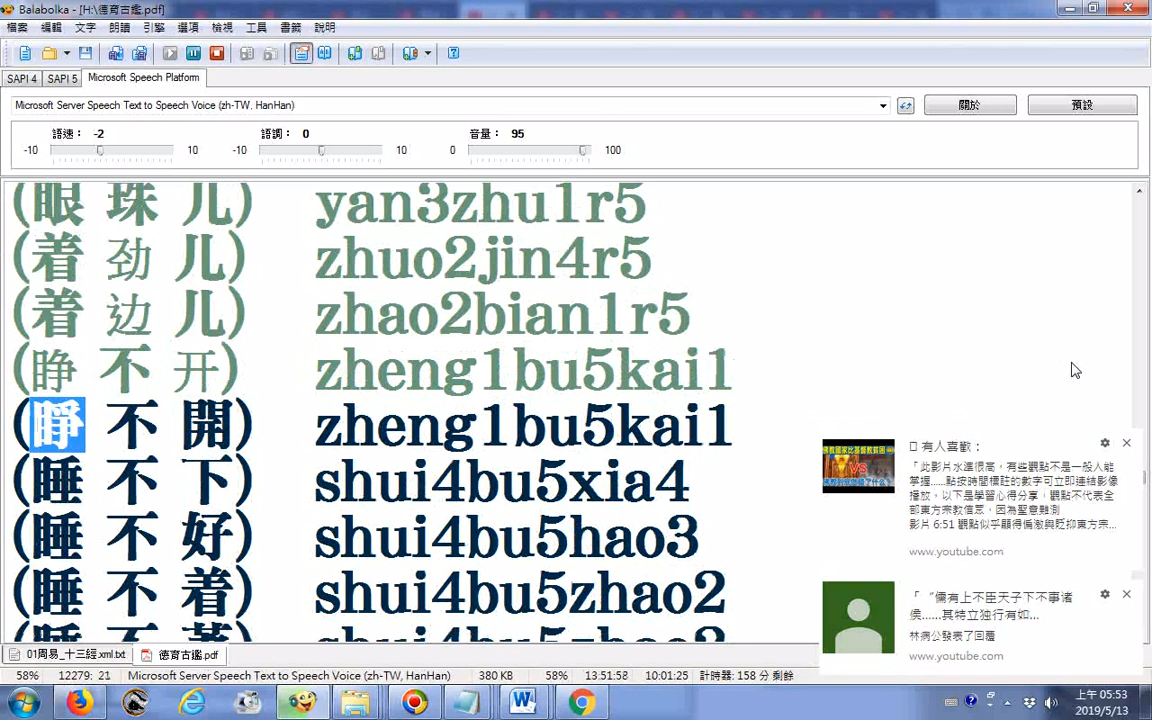 Balabolka - [H:\德育古鑑.pdf]
檔案 編輯 文字 朗讀 引擎 選項 檢視 工具 書籤 說明
SAPI 4 SAPI 5 Microsoft Speech Platform
Microsoft Server Speech Text to Speech Voice (zh-TW, HanHan) 關於 預設
語速： -2 語調： 0 音量： 95
-10 10 -10 10 0 100
(眼 珠 儿) yan3zhu1r5
(着 劲 儿) zhuo2jin4r5
(着 边 儿) zhao2bian1r5
(睁 不 开) zheng1bu5kai1
(睜 不 開) zheng1bu5kai1
(睡 不 下) shui4bu5xia4
(睡 不 好) shui4bu5hao3
(睡 不 着) shui4bu5zhao2
有人喜歡：
「此影片水準很高，有些觀點不是一般人能
掌握......點按時間標註的數字可立即連結影像
播放，以下是學習心得分享，觀點不代表全
部東方宗教信眾，因為聖意難測
影片 6:51 觀點似乎顯得偏激與貶抑東方宗...
www.youtube.com
「“儒有上不臣天子下不事诸
侯......其特立独行有如...
林病公發表了回覆
www.youtube.com
01周易_十三經.xml.txt 德育古鑑.pdf
58% 12279: 21 Microsoft Server Speech Text to Speech Voice (zh-TW, HanHan) 380 KB 58% 13:51:58 10:01:25 計時器：158 分 剩餘
上午 05:53
2019/5/13